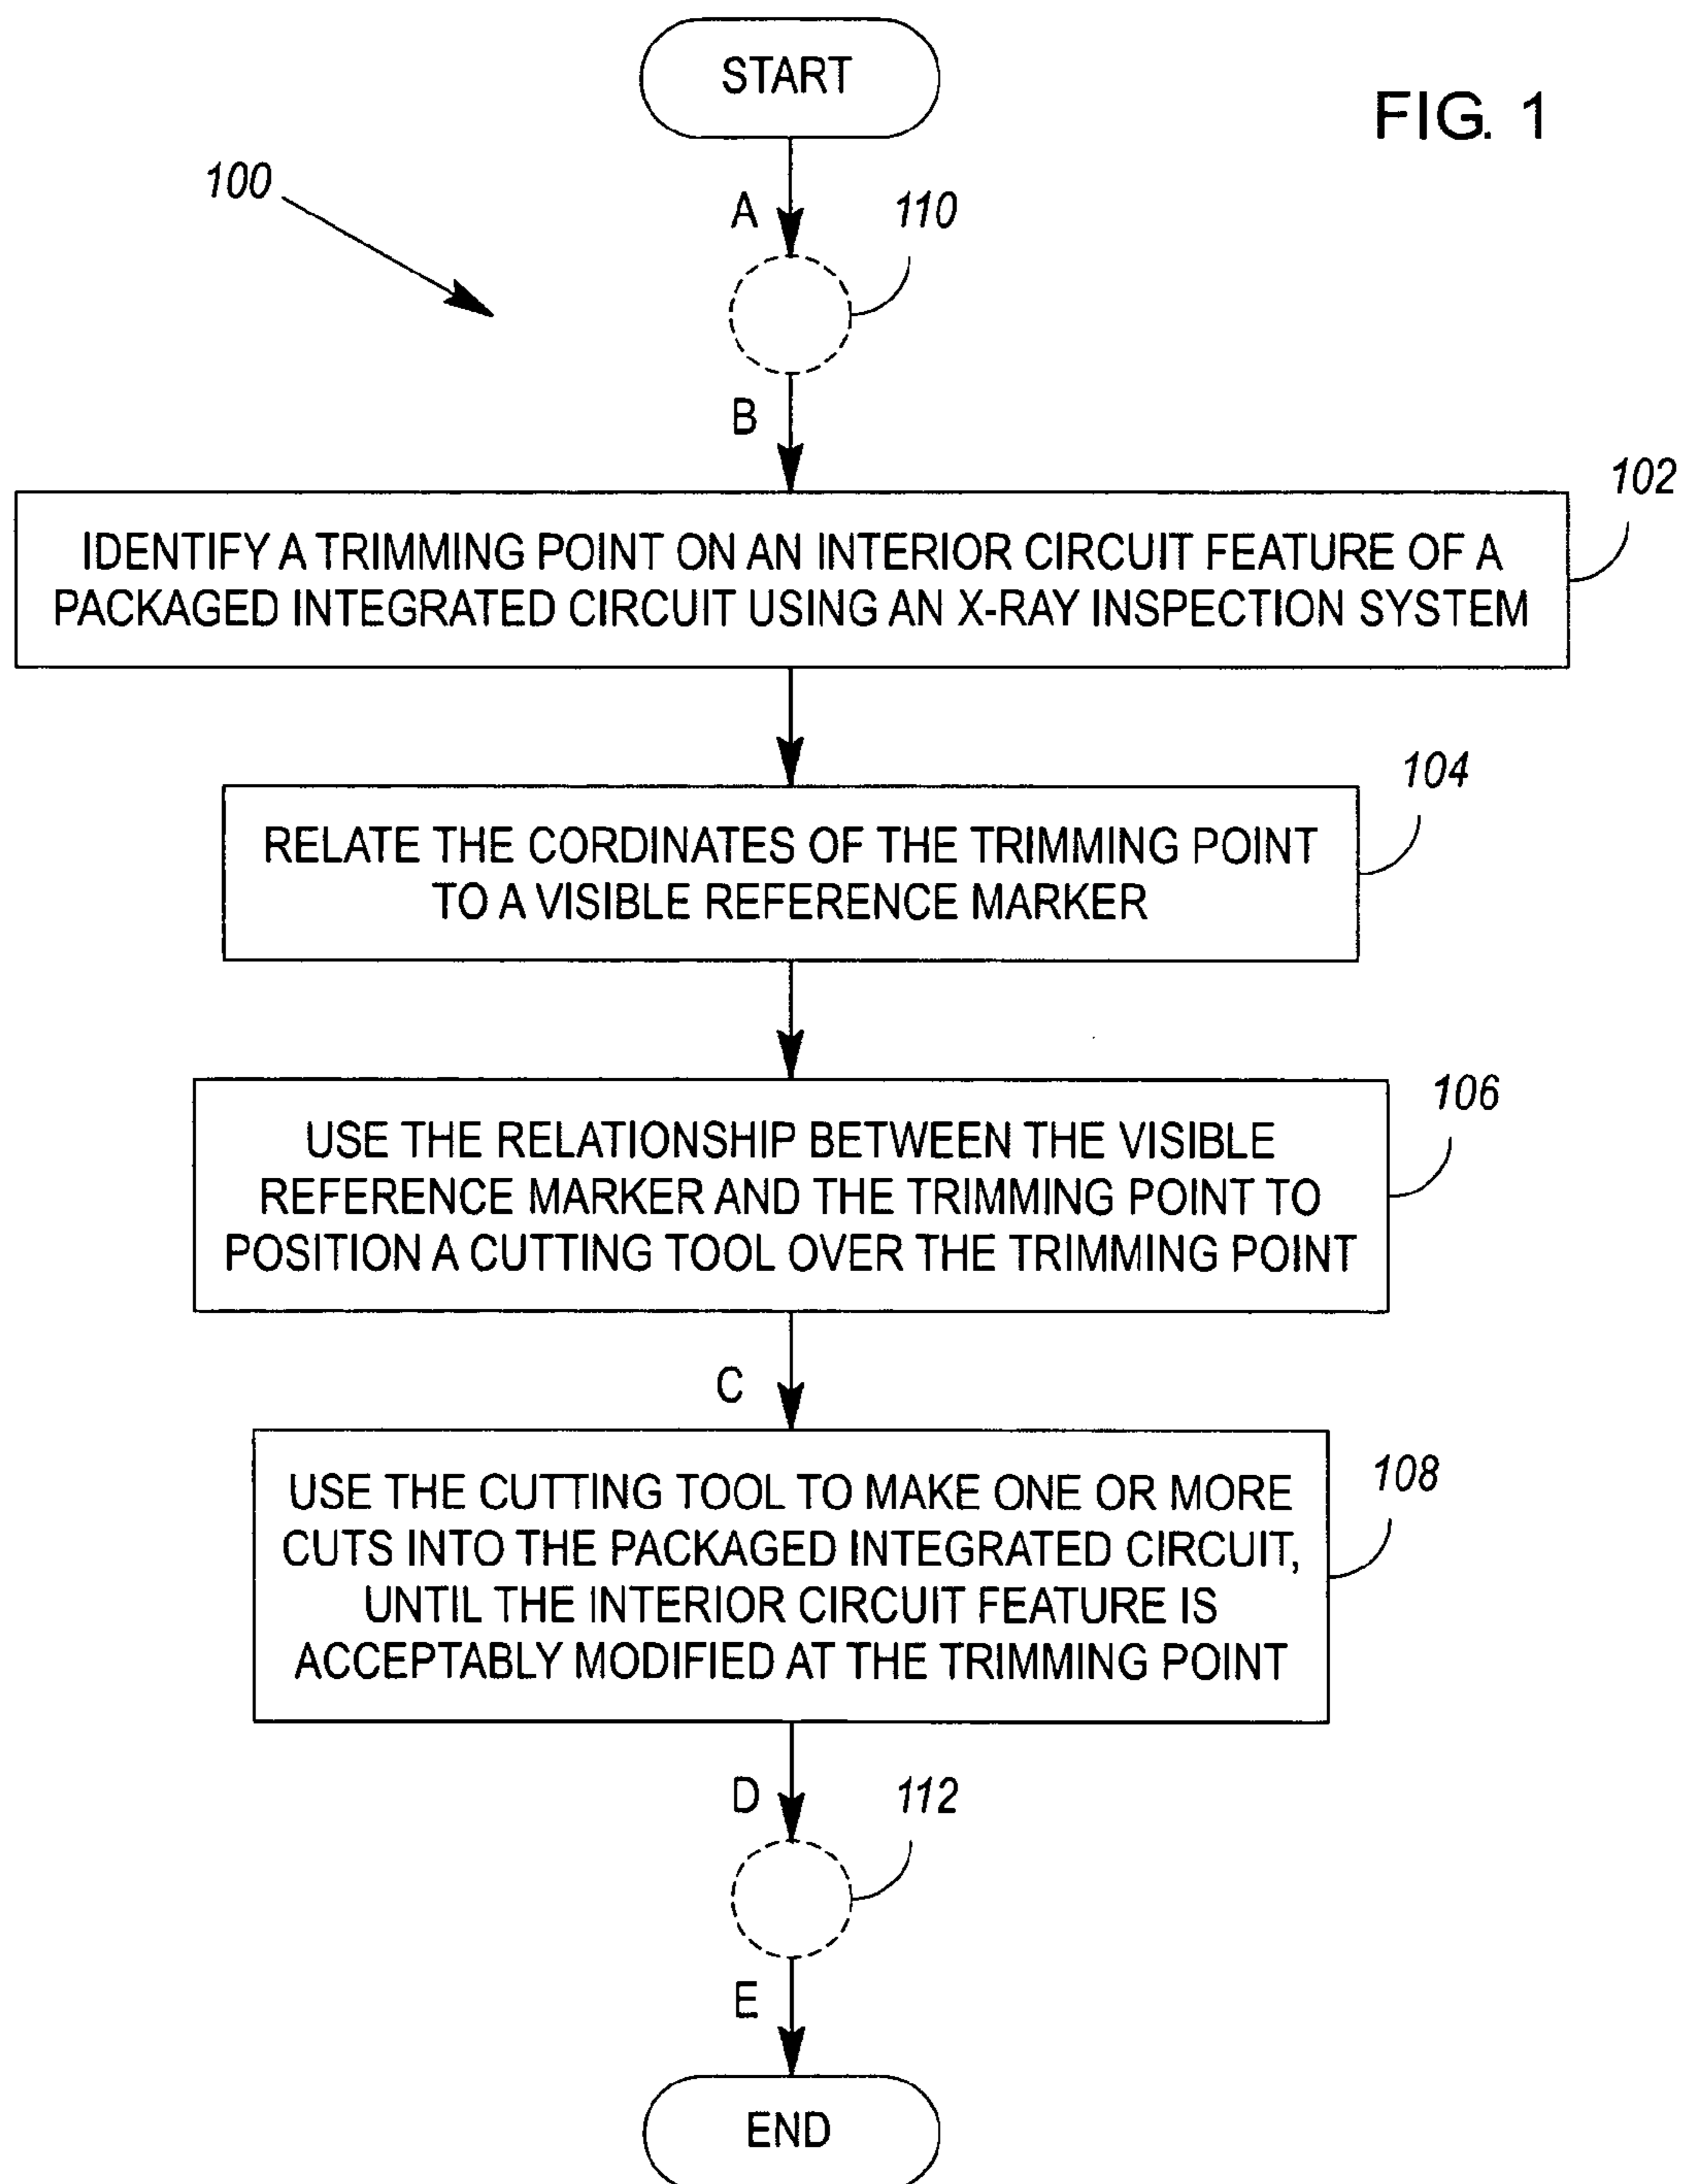 START
FIG. 1
100
A
110
B
102
IDENTIFY A TRIMMING POINT ON AN INTERIOR CIRCUIT FEATURE OF A
PACKAGED INTEGRATED CIRCUIT USING AN X-RAY INSPECTION SYSTEM
104
RELATE THE CORDINATES OF THE TRIMMING POINT
TO A VISIBLE REFERENCE MARKER
106
USE THE RELATIONSHIP BETWEEN THE VISIBLE
REFERENCE MARKER AND THE TRIMMING POINT TO
POSITION A CUTTING TOOL OVER THE TRIMMING POINT
C
108
USE THE CUTTING TOOL TO MAKE ONE OR MORE
CUTS INTO THE PACKAGED INTEGRATED CIRCUIT,
UNTIL THE INTERIOR CIRCUIT FEATURE IS
ACCEPTABLY MODIFIED AT THE TRIMMING POINT
D
112
E
END